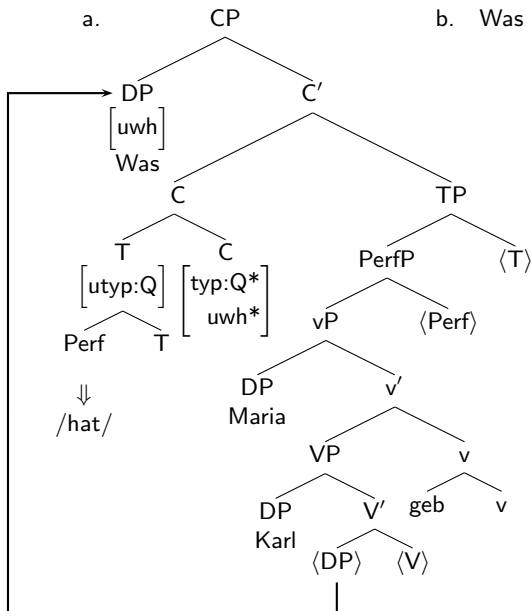 a. CP b. Was
DP C′
[uwh]
Was
C TP
T C PerfP ⟨T⟩
[utyp:Q] [typ:Q*
uwh*]
Perf T vP ⟨Perf⟩
⇓ DP v′
/hat/ Maria
VP v
DP V′ geb v
Karl
⟨DP⟩ ⟨V⟩